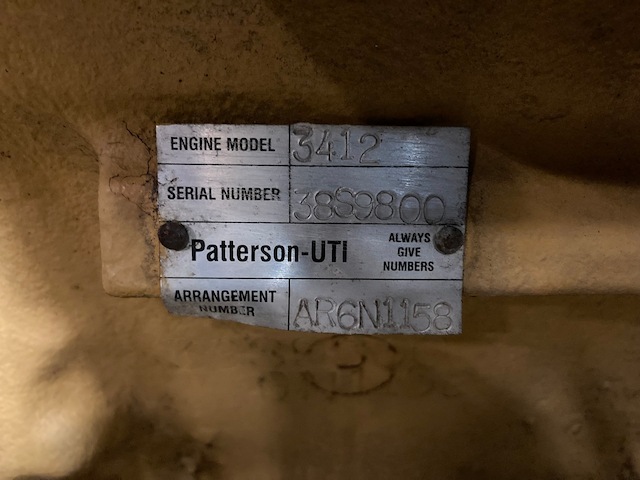 ENGINE MODEL 3412
SERIAL NUMBER 38S9800
Patterson-UTI
ALWAYS
GIVE
NUMBERS
ARRANGEMENT
NUMBER
AR6N1158